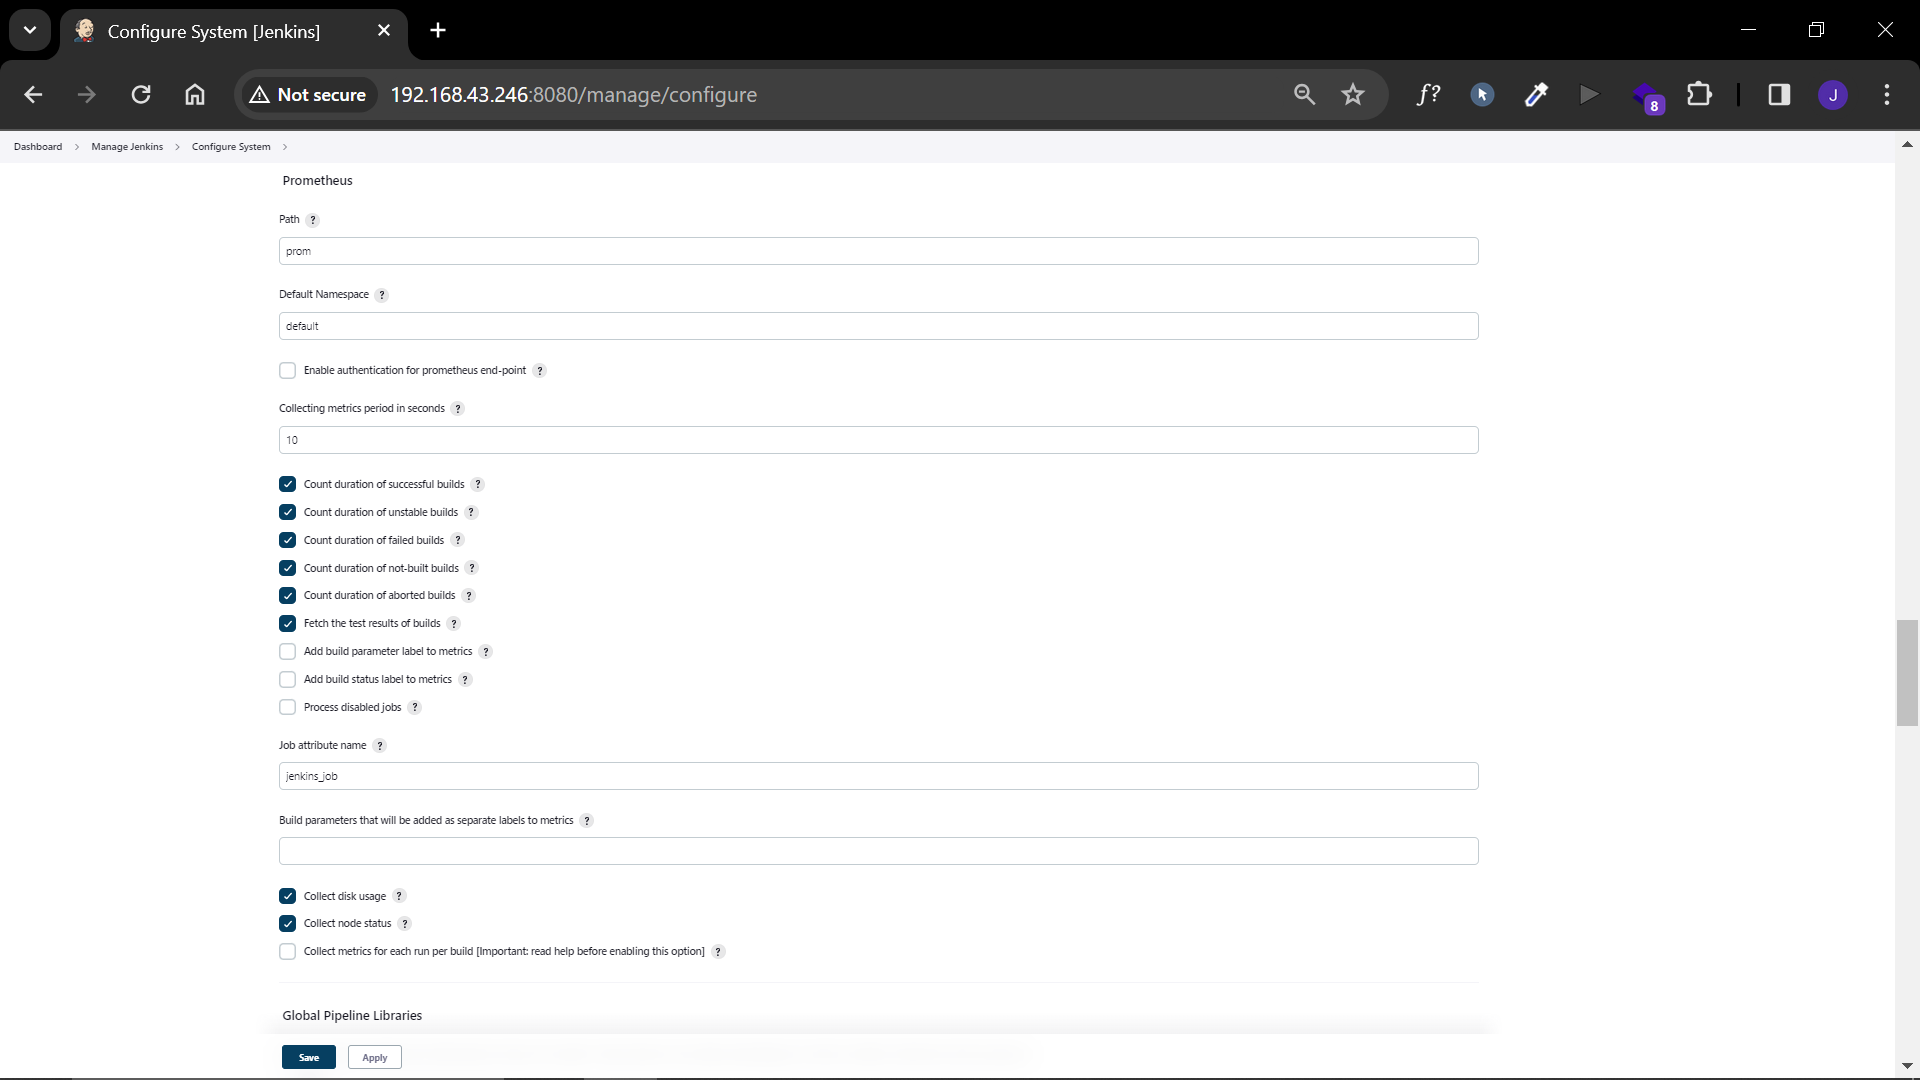 Configure System [Jenkins]
Not secure
192.168.43.246:8080/manage/configure
f?
8
J
Dashboard > Manage Jenkins > Configure System >
Prometheus
Path ?
prom
Default Namespace ?
default
Enable authentication for prometheus end-point ?
Collecting metrics period in seconds ?
10
Count duration of successful builds ?
Count duration of unstable builds ?
Count duration of failed builds ?
Count duration of not-built builds ?
Count duration of aborted builds ?
Fetch the test results of builds ?
Add build parameter label to metrics ?
Add build status label to metrics ?
Process disabled jobs ?
Job attribute name ?
jenkins_job
Build parameters that will be added as separate labels to metrics ?
Collect disk usage ?
Collect node status ?
Collect metrics for each run per build [Important: read help before enabling this option] ?
Global Pipeline Libraries
Save
Apply